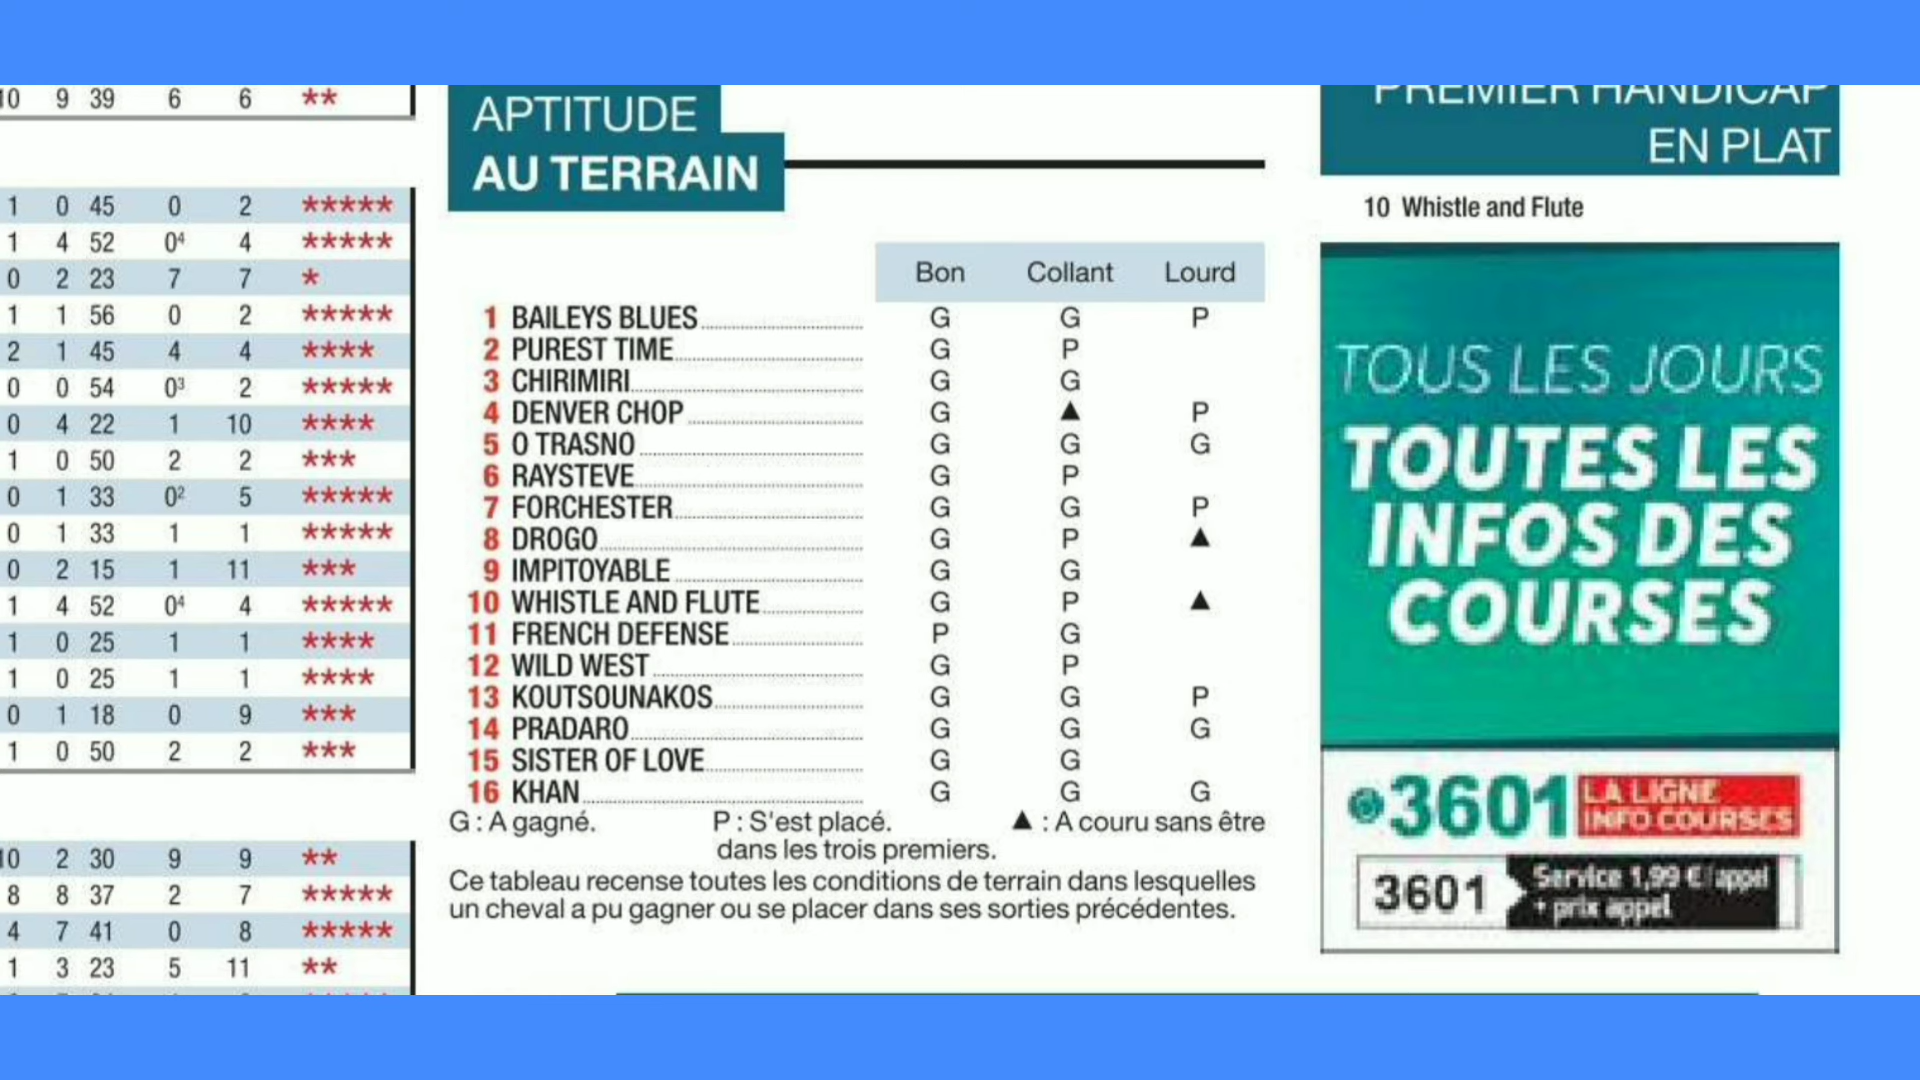 10 9 39 6 6 **
1 0 45 0 2 *****
1 4 52 0⁴ 4 *****
0 2 23 7 7 *
1 1 56 0 2 *****
2 1 45 4 4 ****
0 0 54 0³ 2 *****
0 4 22 1 10 ****
1 0 50 2 2 ***
0 1 33 0² 5 *****
0 1 33 1 1 *****
0 2 15 1 11 ***
1 4 52 0⁴ 4 *****
1 0 25 1 1 ****
1 0 25 1 1 ****
0 1 18 0 9 ***
1 0 50 2 2 ***
10 2 30 9 9 **
8 8 37 2 7 *****
4 7 41 0 8 *****
1 3 23 5 11 **
APTITUDE
AU TERRAIN
Bon Collant Lourd
1 BAILEYS BLUES G G P
2 PUREST TIME G P
3 CHIRIMIRI G G
4 DENVER CHOP G ▲ P
5 O TRASNO G G G
6 RAYSTEVE G P
7 FORCHESTER G G P
8 DROGO G P ▲
9 IMPITOYABLE G G
10 WHISTLE AND FLUTE G P ▲
11 FRENCH DEFENSE P G
12 WILD WEST G P
13 KOUTSOUNAKOS G G P
14 PRADARO G G G
15 SISTER OF LOVE G G
16 KHAN G G G
G : A gagné. P : S'est placé. ▲ : A couru sans être
dans les trois premiers.
Ce tableau recense toutes les conditions de terrain dans lesquelles
un cheval a pu gagner ou se placer dans ses sorties précédentes.
PREMIER HANDICAP
EN PLAT
10 Whistle and Flute
TOUS LES JOURS
TOUTES LES
INFOS DES
COURSES
3601 LA LIGNE
INFO COURSES
3601 Service 1,99 €/appel
+ prix appel